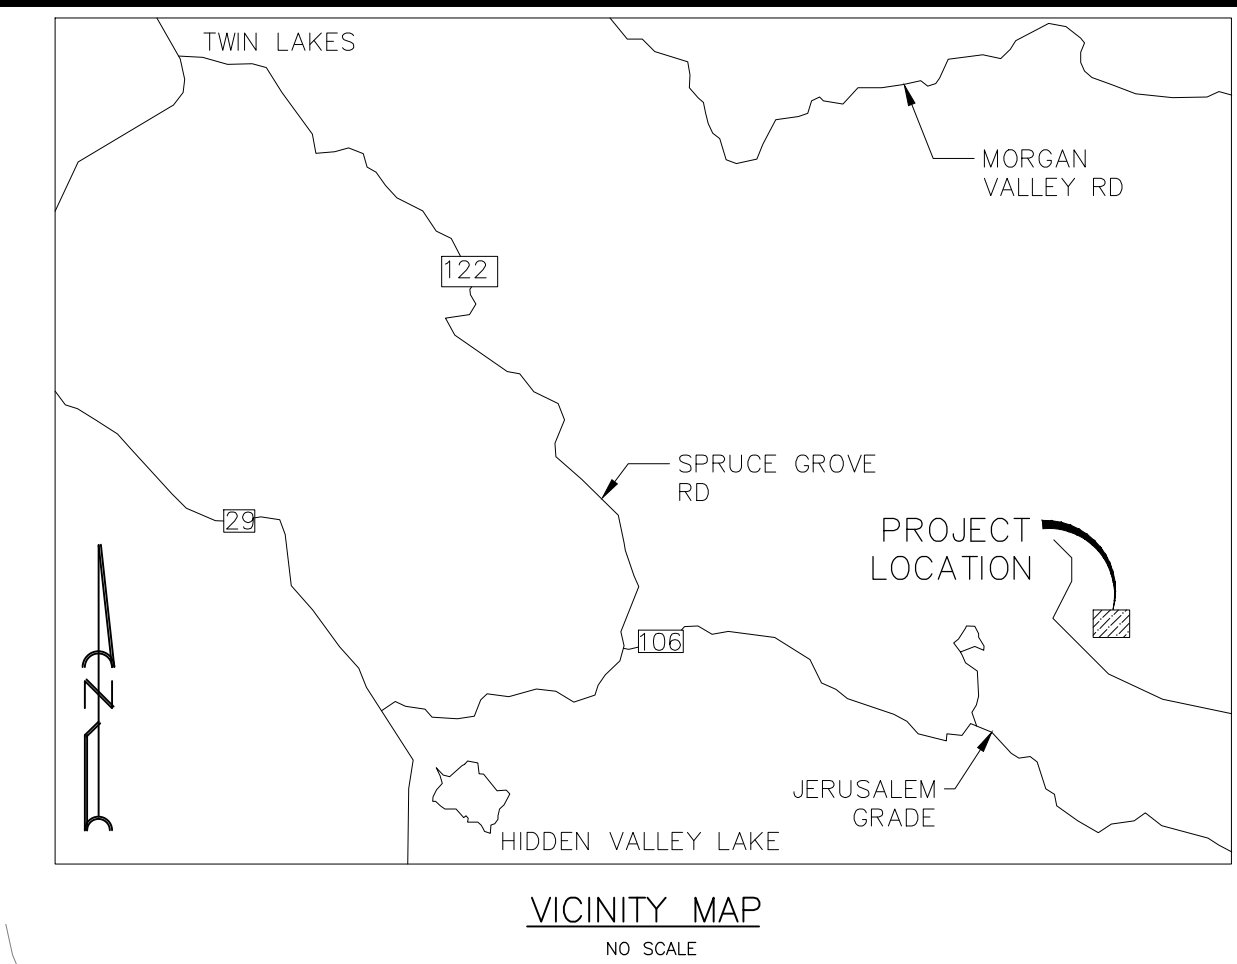 TWIN LAKES
MORGAN
VALLEY RD
122
SPRUCE GROVE
RD
29
PROJECT
LOCATION
106
N
JERUSALEM
GRADE
HIDDEN VALLEY LAKE
VICINITY MAP
NO SCALE